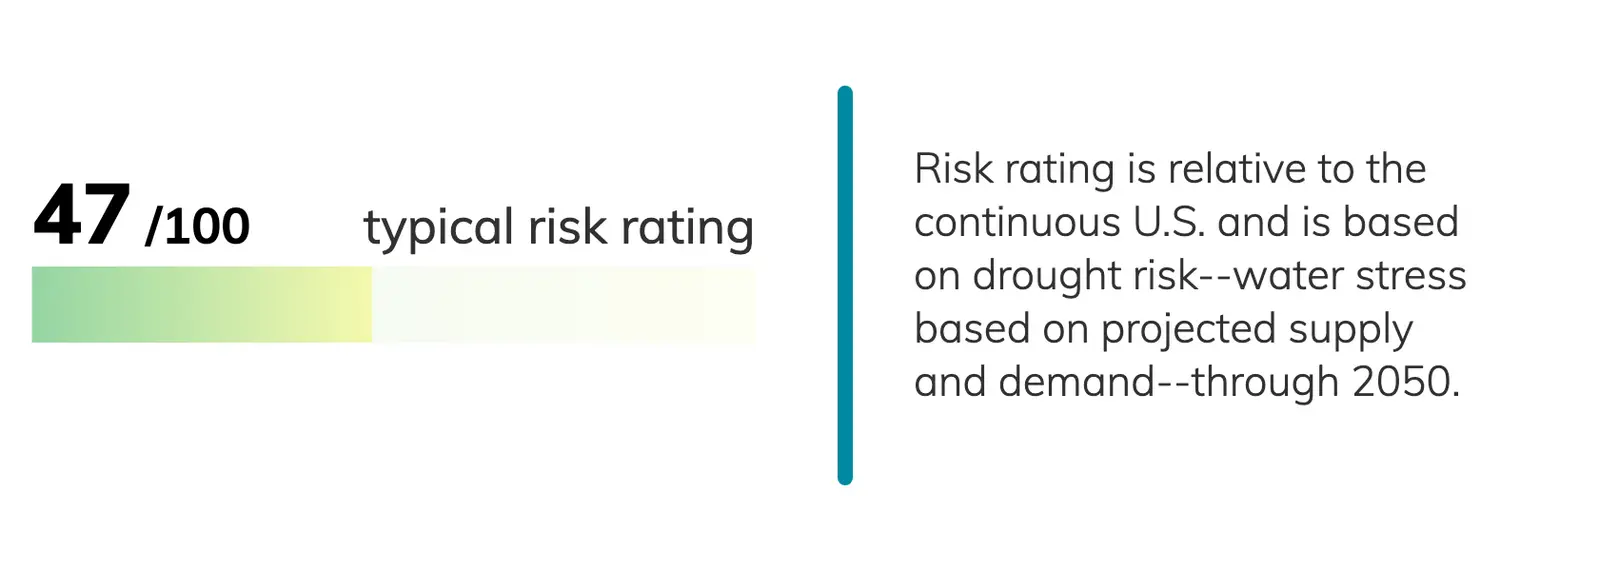 47 /100 typical risk rating
Risk rating is relative to the
continuous U.S. and is based
on drought risk--water stress
based on projected supply
and demand--through 2050.